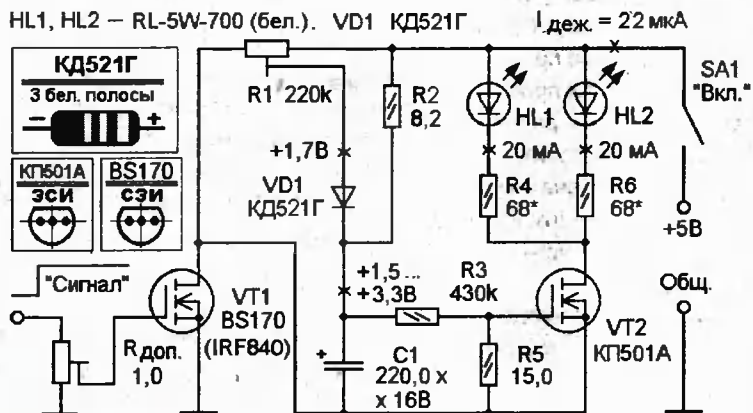 HL1, HL2 – RL-5W-700 (бел.). VD1 КД521Г
Iдеж. = 22 мкА
КД521Г
3 бел. полосы
– +
R1 220k
R2
8,2
HL1
HL2
SA1
"Вкл."
+1,7В
20 мА
20 мА
КП501А
ЗСИ
BS170
СЗИ
VD1
КД521Г
R4
68*
R6
68*
+5В
"Сигнал"
+1,5...
+3,3В
R3
430k
Общ.
VT1
BS170
(IRF840)
VT2
КП501А
Rдоп.
1,0
+
C1
220,0 x
x 16В
R5
15,0